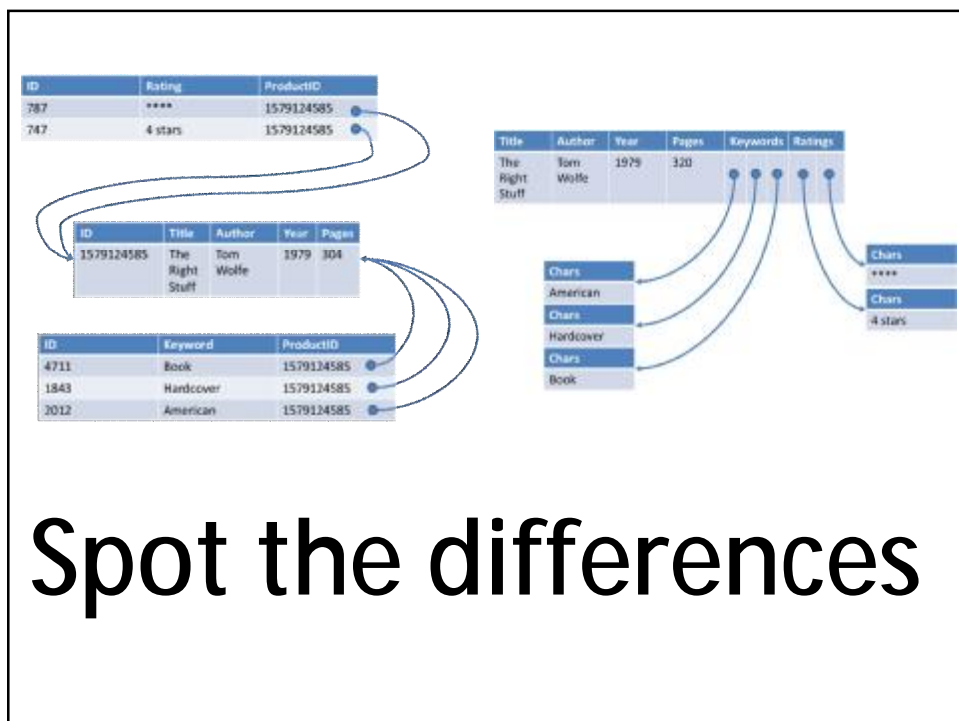 ID Rating ProductID
787 **** 1579124585
747 4 stars 1579124585
ID Title Author Year Pages
1579124585 The Tom 1979 304
Right Wolfe
Stuff
ID Keyword ProductID
4711 Book 1579124585
1843 Hardcover 1579124585
2012 American 1579124585
Title Author Year Pages Keywords Ratings
The Tom 1979 320
Right Wolfe
Stuff
Chars
American
Chars
Hardcover
Chars
Book
Chars
****
Chars
4 stars
Spot the differences